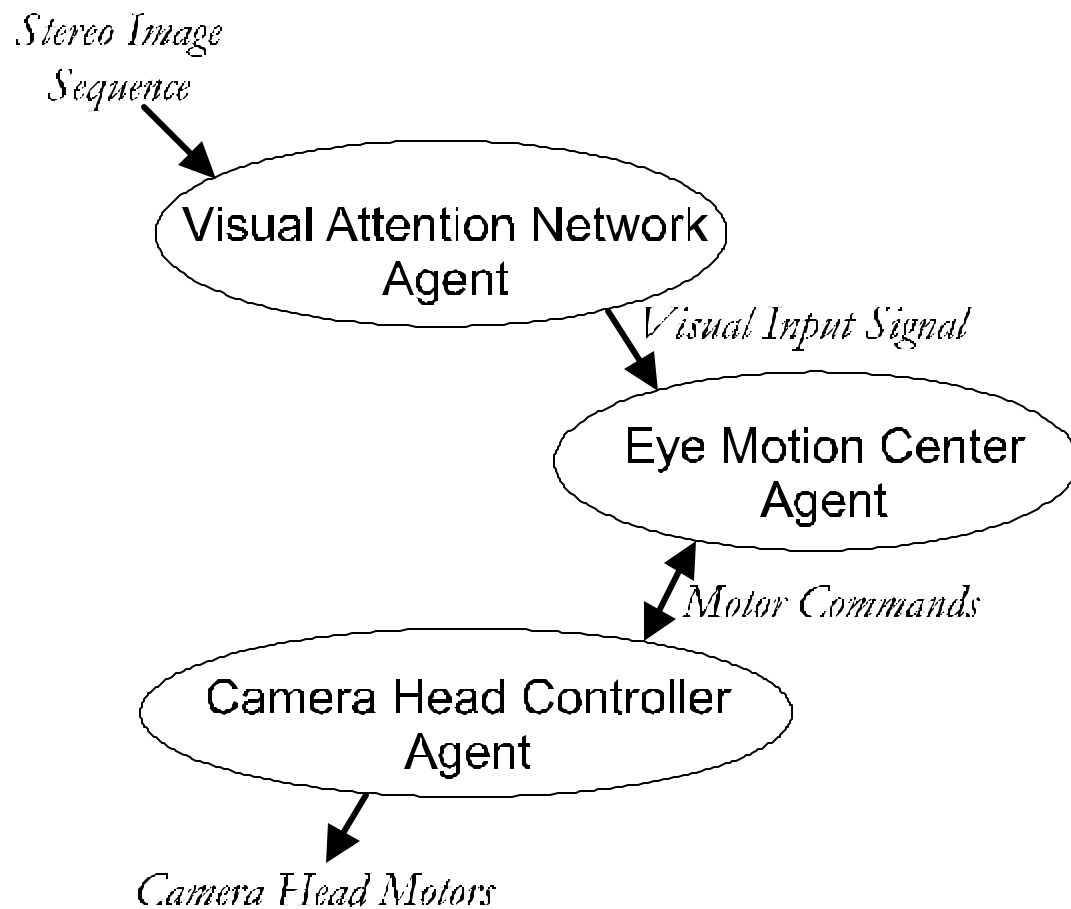 Stereo Image
Sequence
Visual Attention Network
Agent
Visual Input Signal
Eye Motion Center
Agent
Motor Commands
Camera Head Controller
Agent
Camera Head Motors